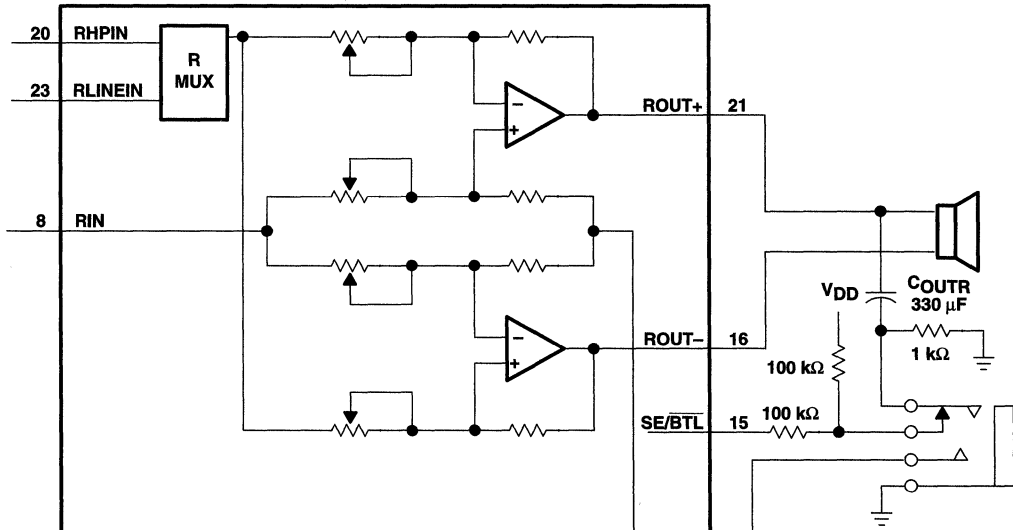 20 RHPIN
R
MUX
23 RLINEIN
−
+
ROUT+ 21
8 RIN
VDD
COUTR
330 µF
−
+
ROUT− 16
1 kΩ
100 kΩ
100 kΩ
SE/BTL 15